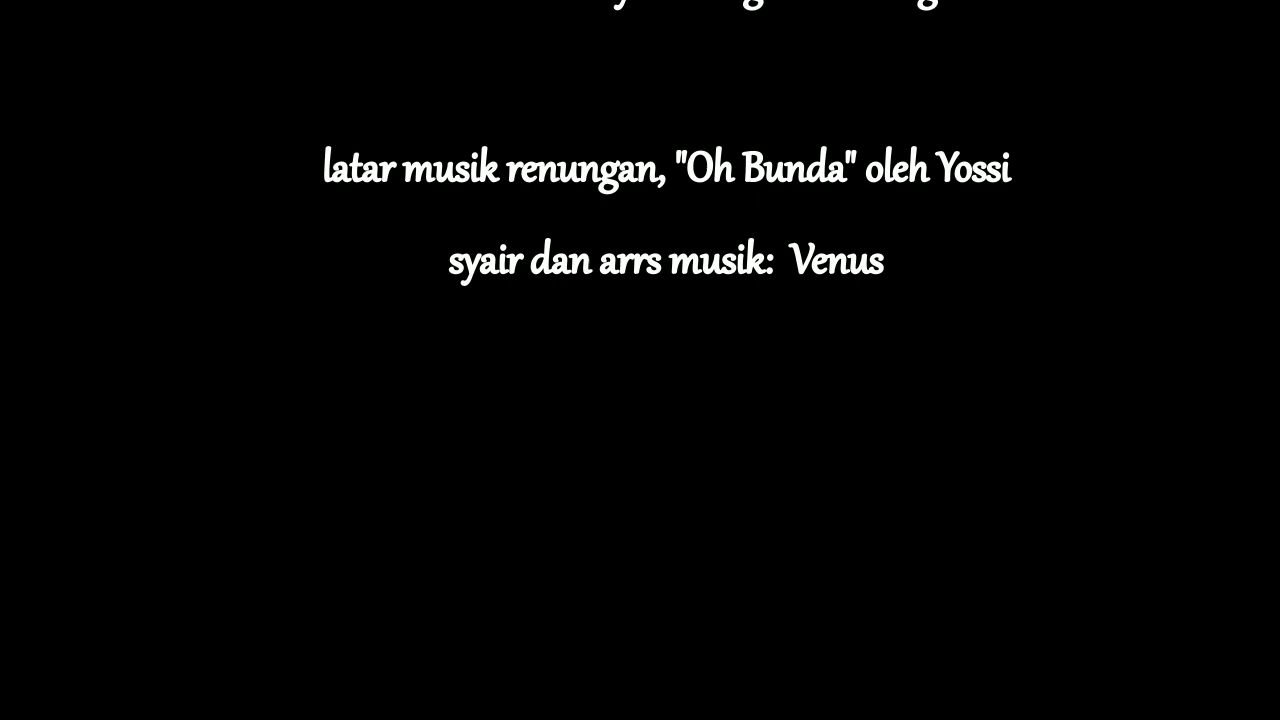 latar musik renungan, "Oh Bunda" oleh Yossi
syair dan arrs musik:  Venus